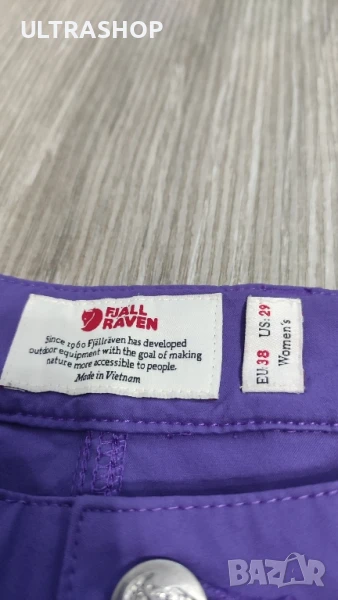 ULTRASHOP
FJALL
RAVEN
Since 1960 Fjällräven has developed
outdoor equipment with the goal of making
nature more accessible to people.
Made in Vietnam
EU:38 US:29
Women's
BAZAR